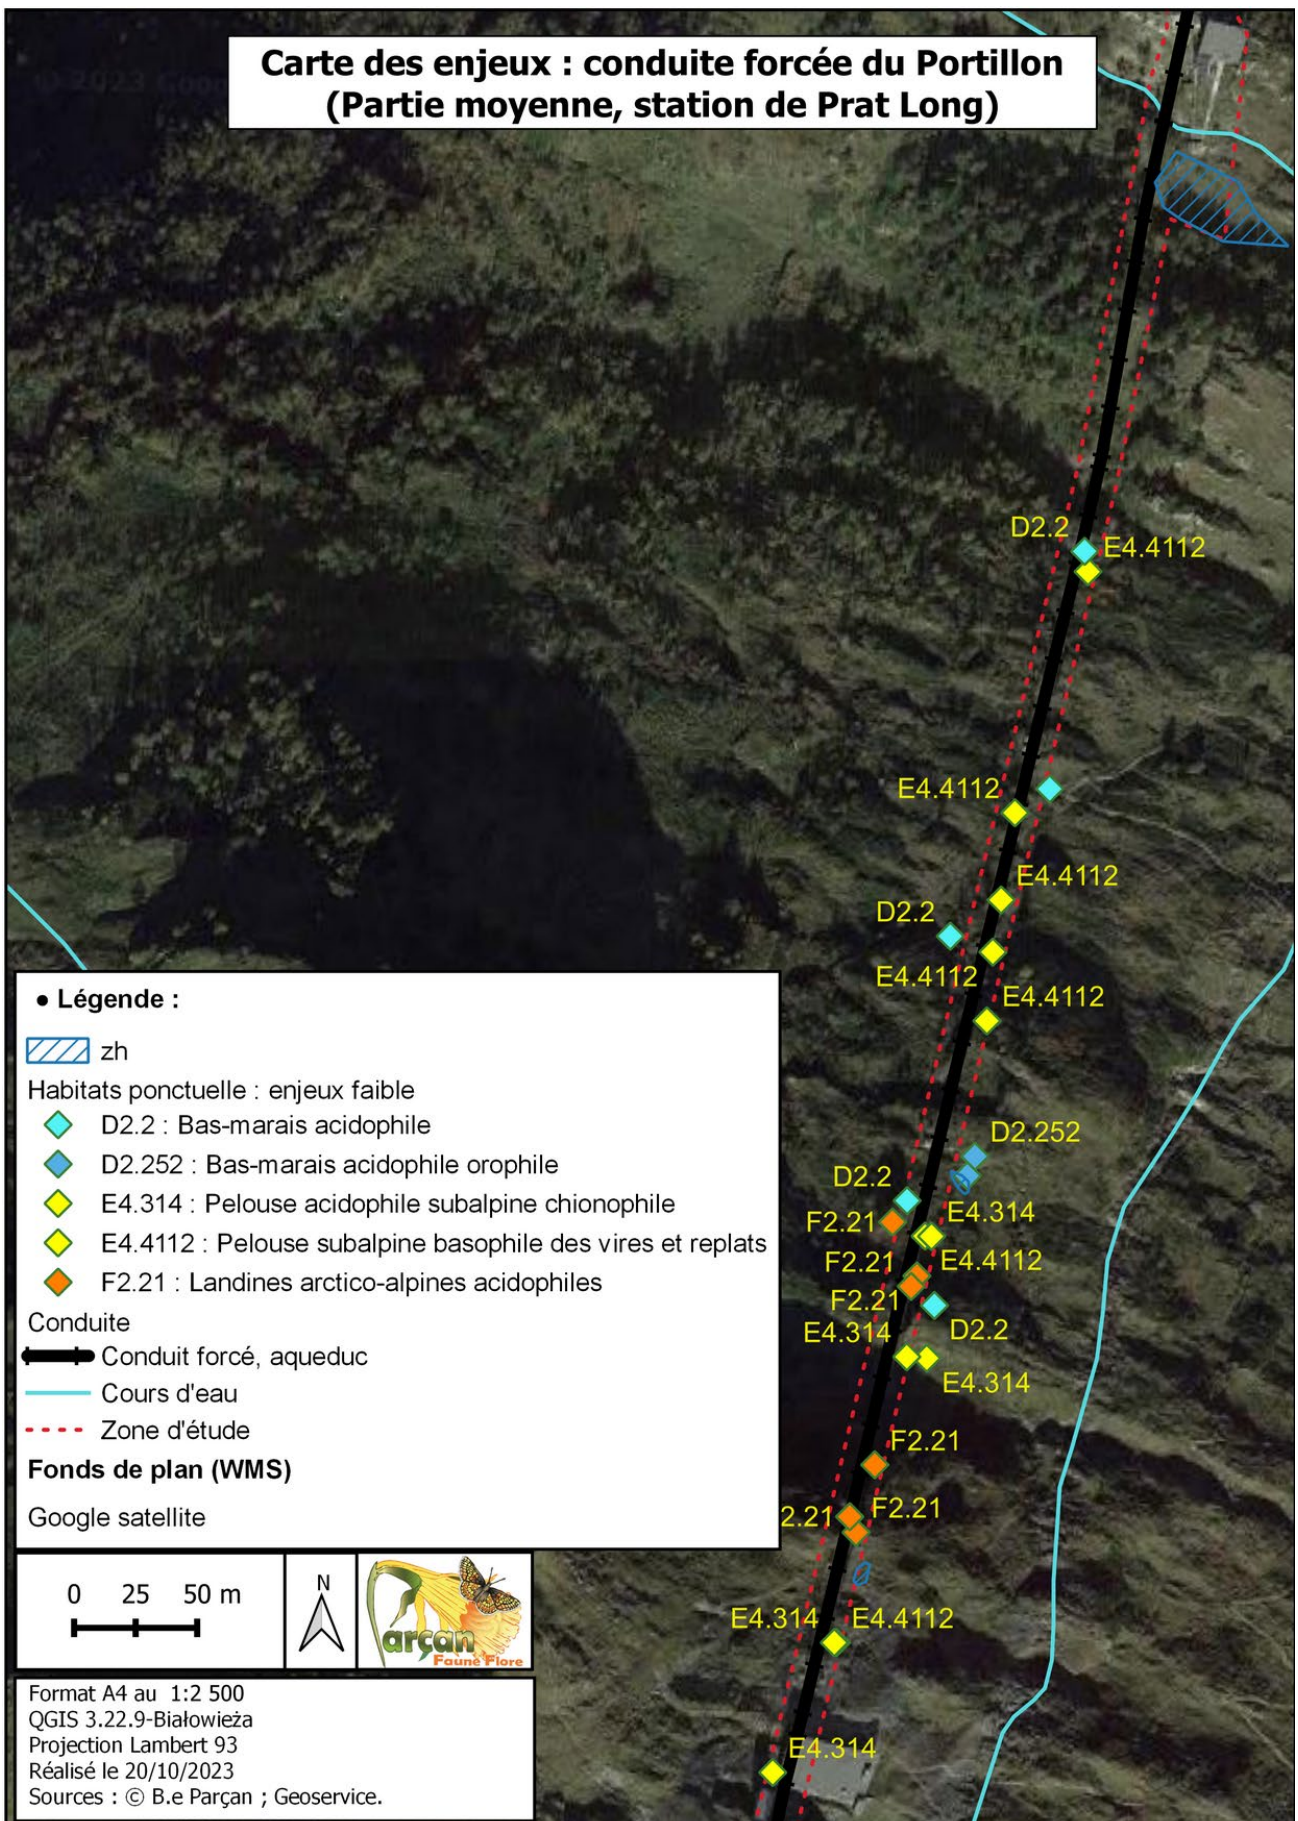 © 2023 Goo
Carte des enjeux : conduite forcée du Portillon
(Partie moyenne, station de Prat Long)
D2.2
E4.4112
E4.4112
E4.4112
D2.2
E4.4112
E4.4112
D2.252
D2.2
E4.314
F2.21
E4.4112
F2.21
F2.21
D2.2
E4.314
E4.314
F2.21
F2.21
2.21
E4.314
E4.4112
E4.314
• Légende :
zh
Habitats ponctuelle : enjeux faible
D2.2 : Bas-marais acidophile
D2.252 : Bas-marais acidophile orophile
E4.314 : Pelouse acidophile subalpine chionophile
E4.4112 : Pelouse subalpine basophile des vires et replats
F2.21 : Landines arctico-alpines acidophiles
Conduite
Conduit forcé, aqueduc
Cours d'eau
Zone d'étude
Fonds de plan (WMS)
Google satellite
0 25 50 m
N
Parçan
Faune Flore
Format A4 au 1:2 500
QGIS 3.22.9-Białowieża
Projection Lambert 93
Réalisé le 20/10/2023
Sources : © B.e Parçan ; Geoservice.